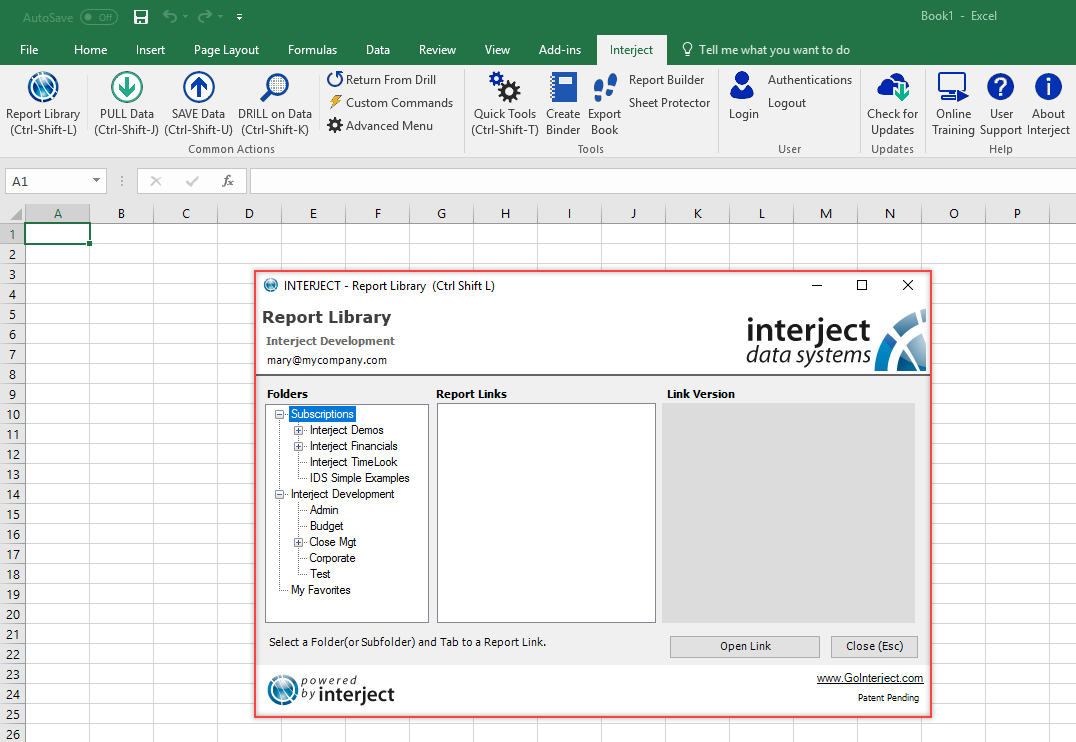 AutoSave Off Book1 - Excel
File Home Insert Page Layout Formulas Data Review View Add-ins Interject Tell me what you want to do
Report Library
(Ctrl-Shift-L)
PULL Data
(Ctrl-Shift-J)
SAVE Data
(Ctrl-Shift-U)
DRILL on Data
(Ctrl-Shift-K)
Return From Drill
Custom Commands
Advanced Menu
Common Actions
Quick Tools
(Ctrl-Shift-T)
Create
Binder
Export
Book
Report Builder
Sheet Protector
Tools
Login
Authentications
Logout
User
Check for
Updates
Updates
Online
Training
User
Support
About
Interject
Help
A1 fx
A B C D E F G H I J K L M N O P
1
2
3
4
5
6
7
8
9
10
11
12
13
14
15
16
17
18
19
20
21
22
23
24
25
26
INTERJECT - Report Library (Ctrl Shift L)
Report Library
Interject Development
mary@mycompany.com
interject
data systems
Folders Report Links Link Version
Subscriptions
Interject Demos
Interject Financials
Interject TimeLook
IDS Simple Examples
Interject Development
Admin
Budget
Close Mgt
Corporate
Test
My Favorites
Select a Folder(or Subfolder) and Tab to a Report Link.
Open Link Close (Esc)
powered
by interject
www.GoInterject.com
Patent Pending